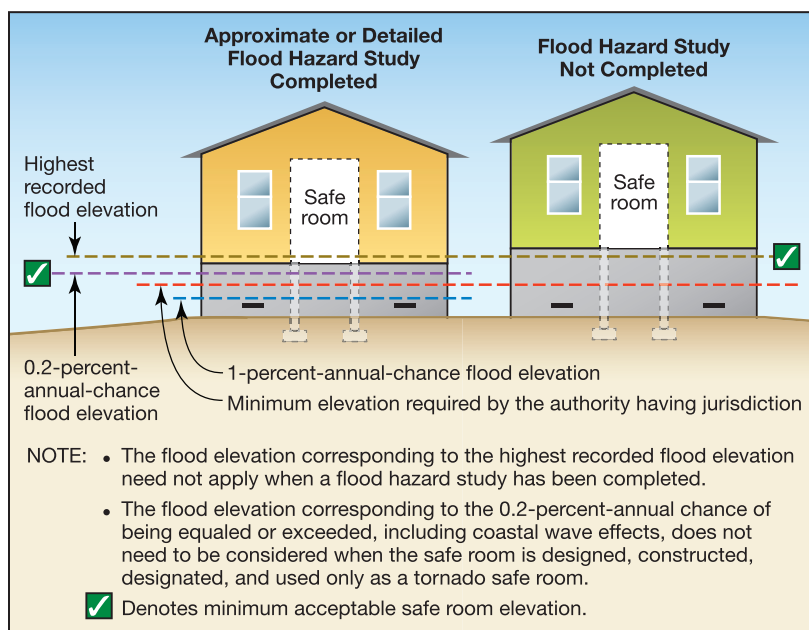 Approximate or Detailed
Flood Hazard Study
Completed
Flood Hazard Study
Not Completed
Highest
recorded
flood elevation
Safe
room
Safe
room
0.2-percent-
annual-chance
flood elevation
1-percent-annual-chance flood elevation
Minimum elevation required by the authority having jurisdiction
NOTE: • The flood elevation corresponding to the highest recorded flood elevation
need not apply when a flood hazard study has been completed.
• The flood elevation corresponding to the 0.2-percent-annual chance of
being equaled or exceeded, including coastal wave effects, does not
need to be considered when the safe room is designed, constructed,
designated, and used only as a tornado safe room.
Denotes minimum acceptable safe room elevation.